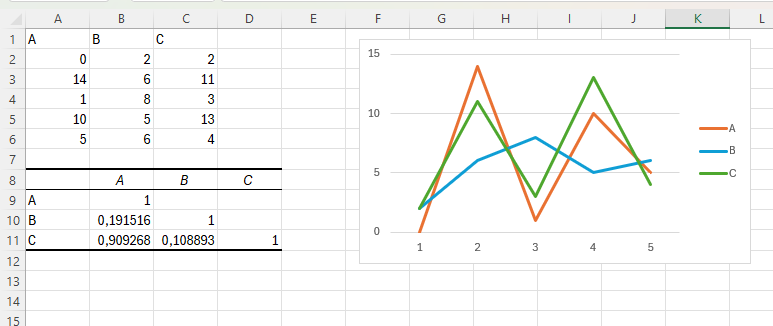 A B C D E F G H I J K L
1 A B C
2 0 2 2
3 14 6 11
4 1 8 3
5 10 5 13
6 5 6 4
7
8 A B C
9 A 1
10 B 0,191516 1
11 C 0,909268 0,108893 1
12
13
14
15
15
10
5
0
1 2 3 4 5
A
B
C